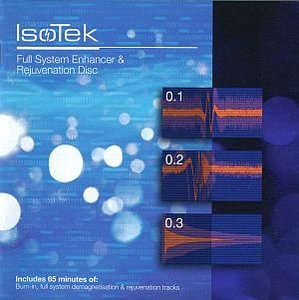 IsoTek
Full System Enhancer &
Rejuvenation Disc
0.1
0.2
0.3
Includes 65 minutes of:
Burn-in, full system damagnetisation & rejuvenation tracks